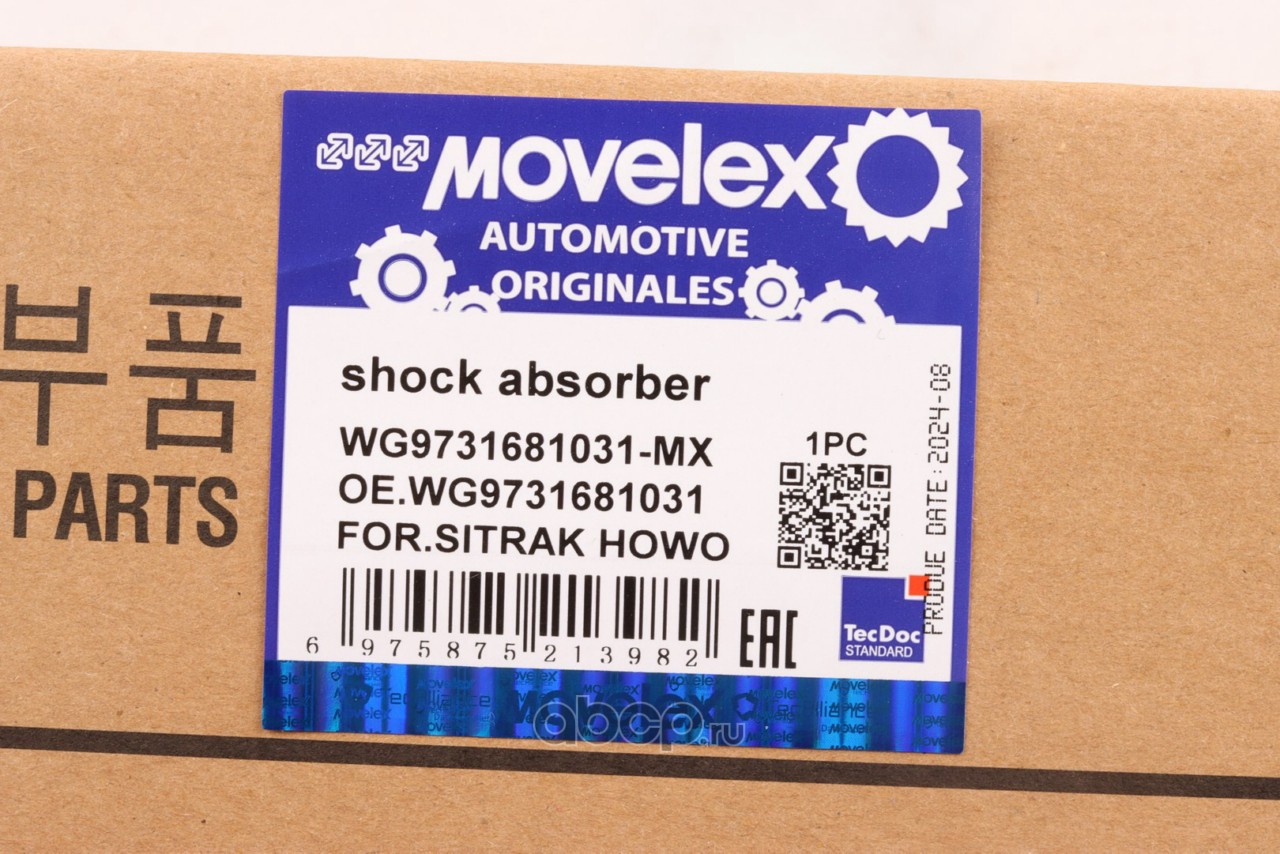 부품
PARTS
MOVELEX
AUTOMOTIVE
ORIGINALES
shock absorber
WG9731681031-MX
OE.WG9731681031
FOR.SITRAK HOWO
1PC
PRODUE DATE:2024-08
6 975875 213982
EAC
TecDoc
STANDARD
movelex
abcp.ru